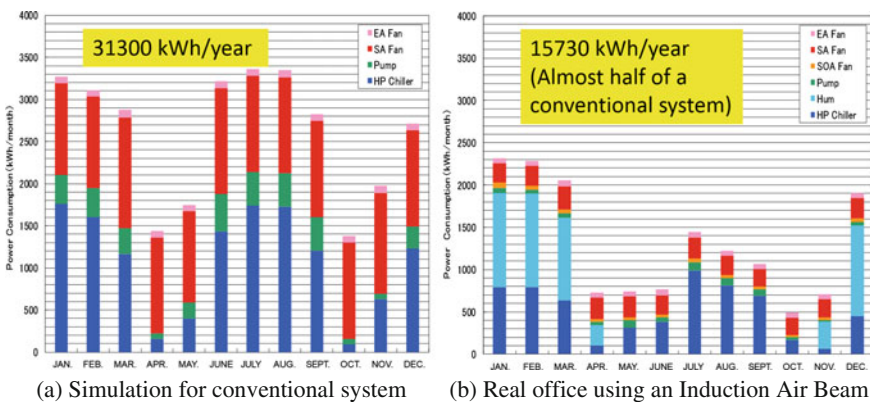 31300 kWh/year
EA Fan
SA Fan
Pump
HP Chiller
Power Consumption(kWh/month)
4000
3500
3000
2500
2000
1500
1000
500
0
JAN. FEB. MAR. APR. MAY. JUNE JULY AUG. SEPT. OCT. NOV. DEC.
(a) Simulation for conventional system
15730 kWh/year
(Almost half of a
conventional system)
EA Fan
SA Fan
SOA Fan
Pump
Hum
HP Chiller
Power Consumption(kWh/month)
4000
3500
3000
2500
2000
1500
1000
500
0
JAN. FEB. MAR. APR. MAY. JUNE JULY AUG. SEPT. OCT. NOV. DEC.
(b) Real office using an Induction Air Beam